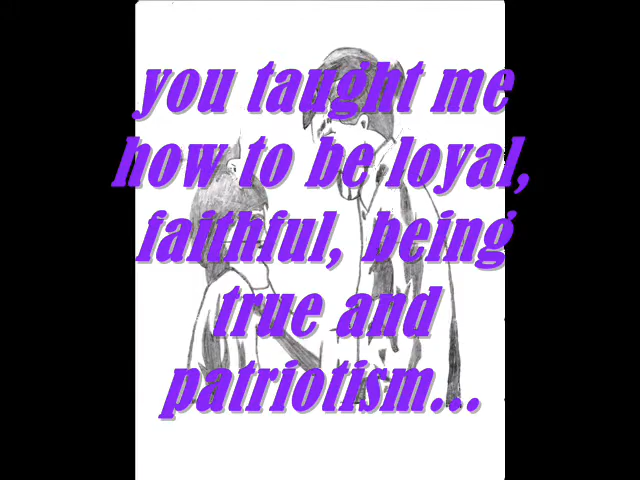 you taught me
how to be loyal,
faithful, being
true and
patriotism...